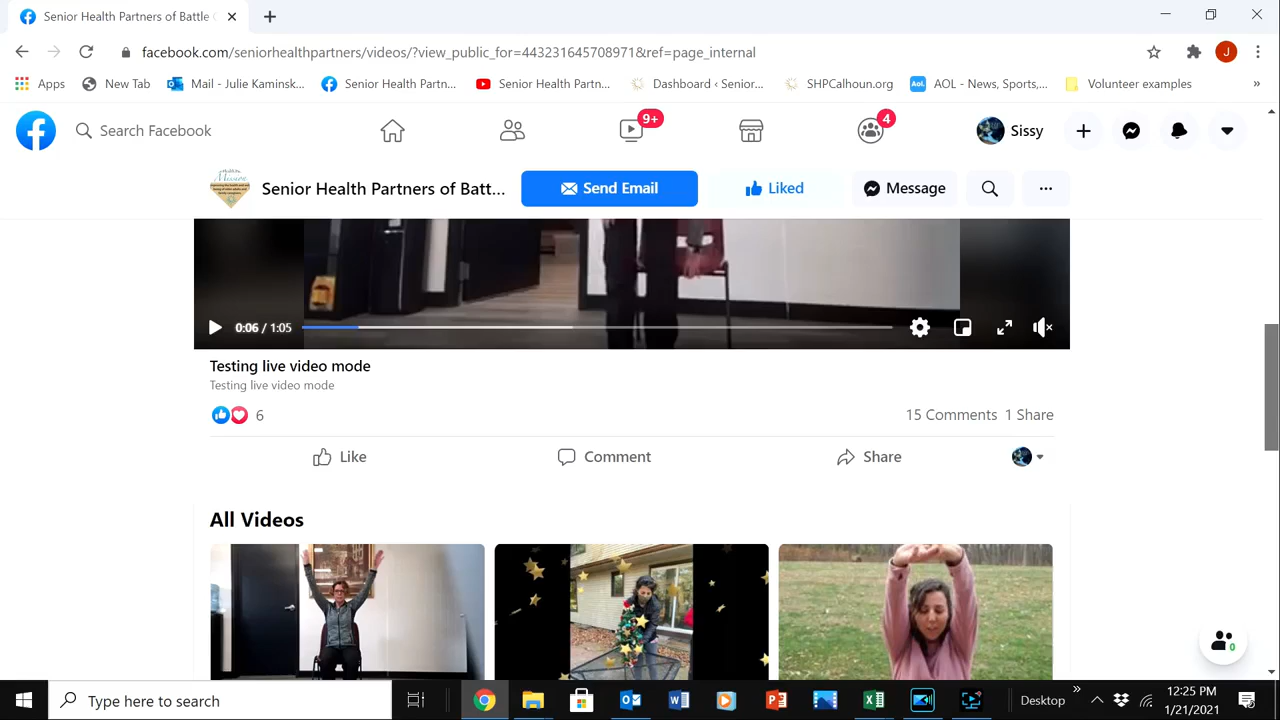 Senior Health Partners of Battle
facebook.com/seniorhealthpartners/videos/?view_public_for=443231645708971&ref=page_internal
J
Apps New Tab Mail - Julie Kaminsk... Senior Health Partn... Senior Health Partn... Dashboard ‹ Senior... SHPCalhoun.org Aol. AOL - News, Sports,... Volunteer examples »
Search Facebook 9+ 4 Sissy
Mission Senior Health Partners of Batt... Send Email Liked Message ...
0:06 / 1:05
Testing live video mode
Testing live video mode
6 15 Comments 1 Share
Like Comment Share
All Videos
0
Type here to search Desktop » 12:25 PM
1/21/2021